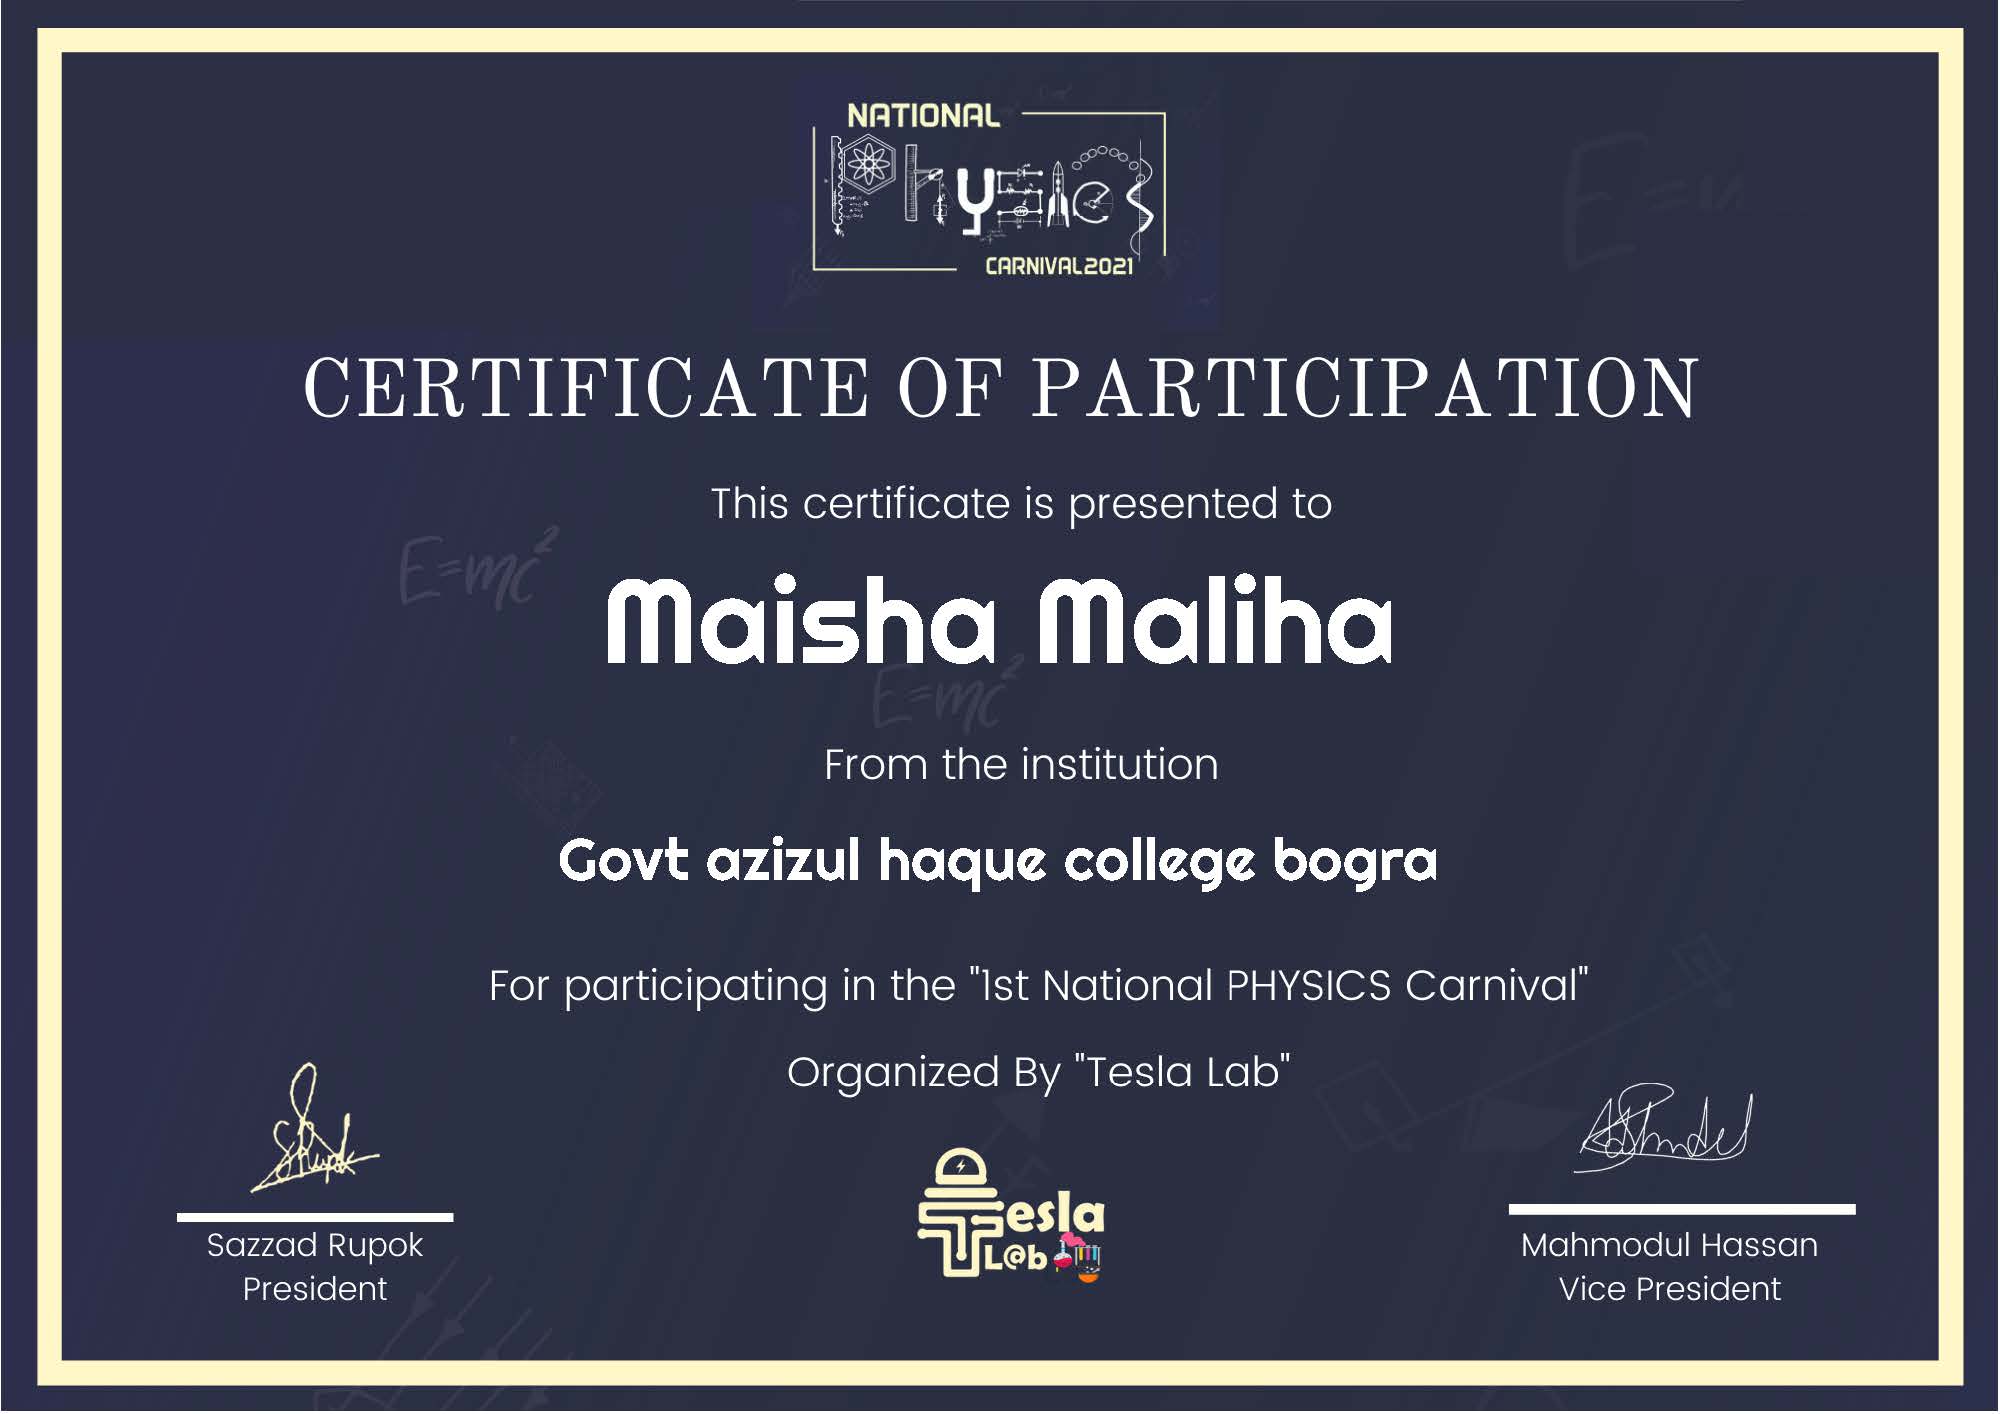 NATIONAL
Physics
CARNIVAL2021
CERTIFICATE OF PARTICIPATION
This certificate is presented to
E=mc²
Maisha Maliha
E=mc²
From the institution
Govt azizul haque college bogra
For participating in the "1st National PHYSICS Carnival"
Organized By "Tesla Lab"
Tesla
L@b
Sazzad Rupok
President
Mahmodul Hassan
Vice President